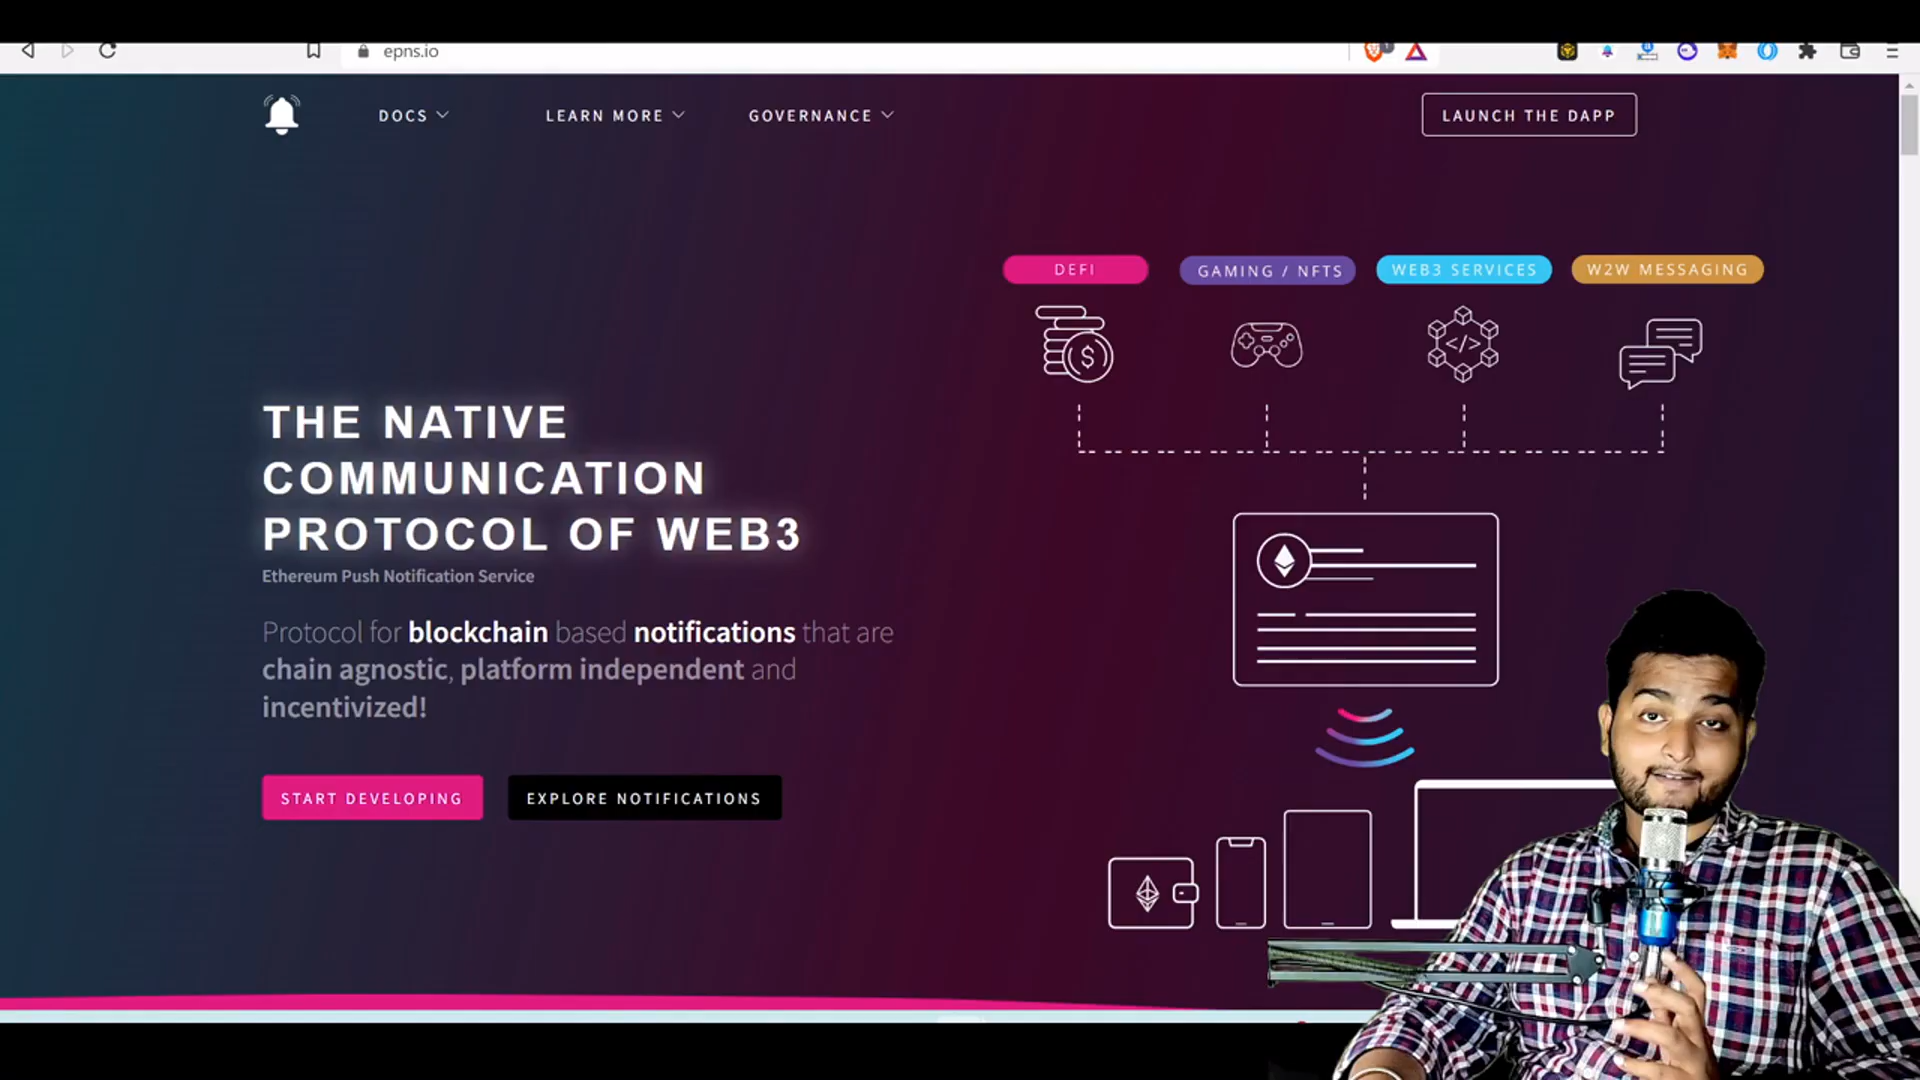 epns.io
DOCS
LEARN MORE
GOVERNANCE
LAUNCH THE DAPP
DEFI
GAMING / NFTS
WEB3 SERVICES
W2W MESSAGING
$
</>
THE NATIVE
COMMUNICATION
PROTOCOL OF WEB3
Ethereum Push Notification Service
Protocol for blockchain based notifications that are
chain agnostic, platform independent and
incentivized!
START DEVELOPING
EXPLORE NOTIFICATIONS